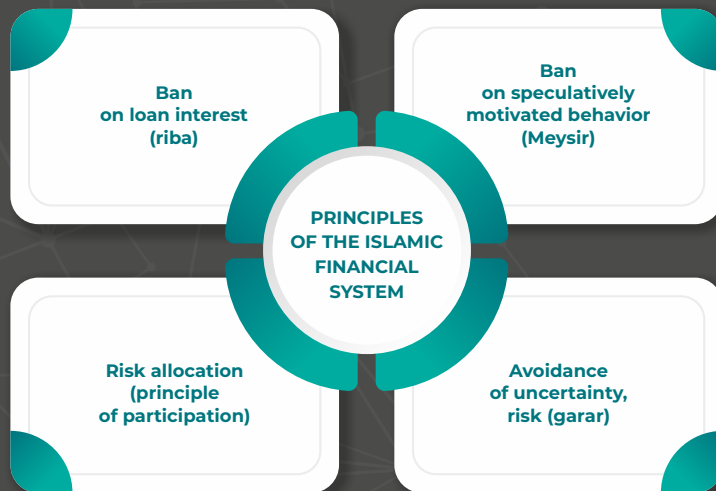 Ban
on loan interest
(riba)
Ban
on speculatively
motivated behavior
(Meysir)
PRINCIPLES
OF THE ISLAMIC
FINANCIAL
SYSTEM
Risk allocation
(principle
of participation)
Avoidance
of uncertainty,
risk (garar)